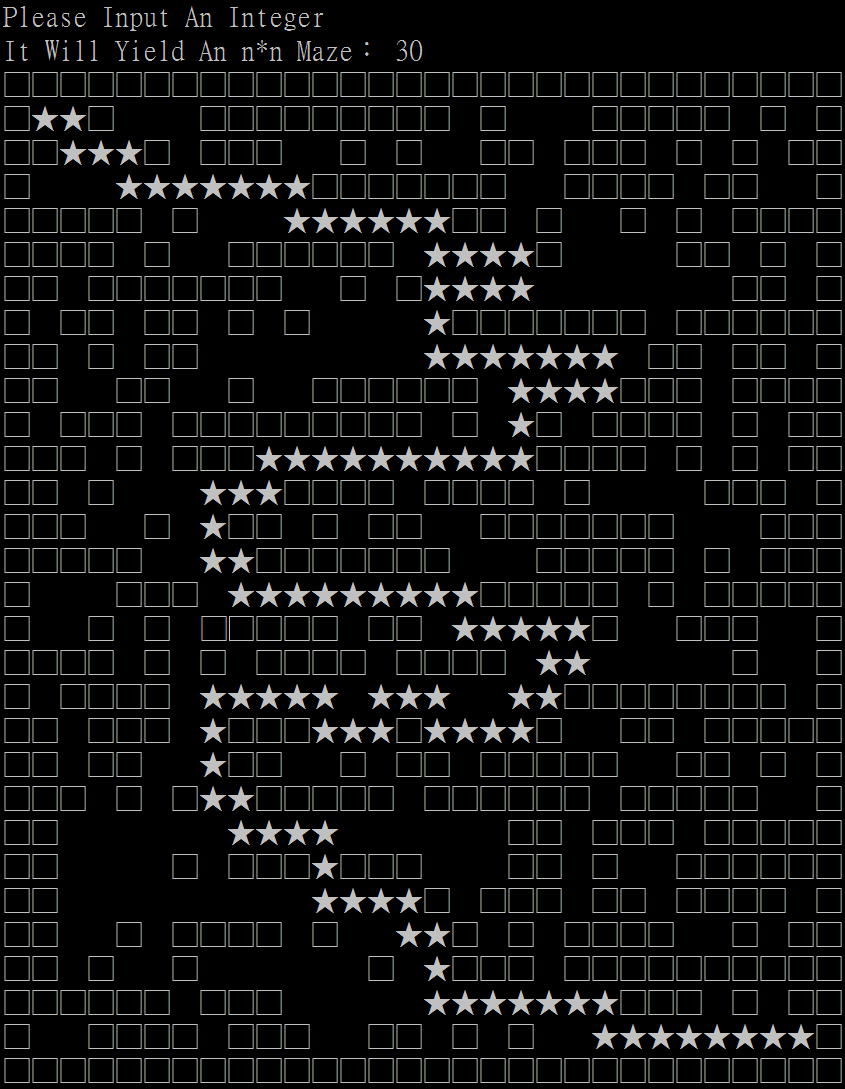 Please Input An Integer
It Will Yield An n*n Maze： 30